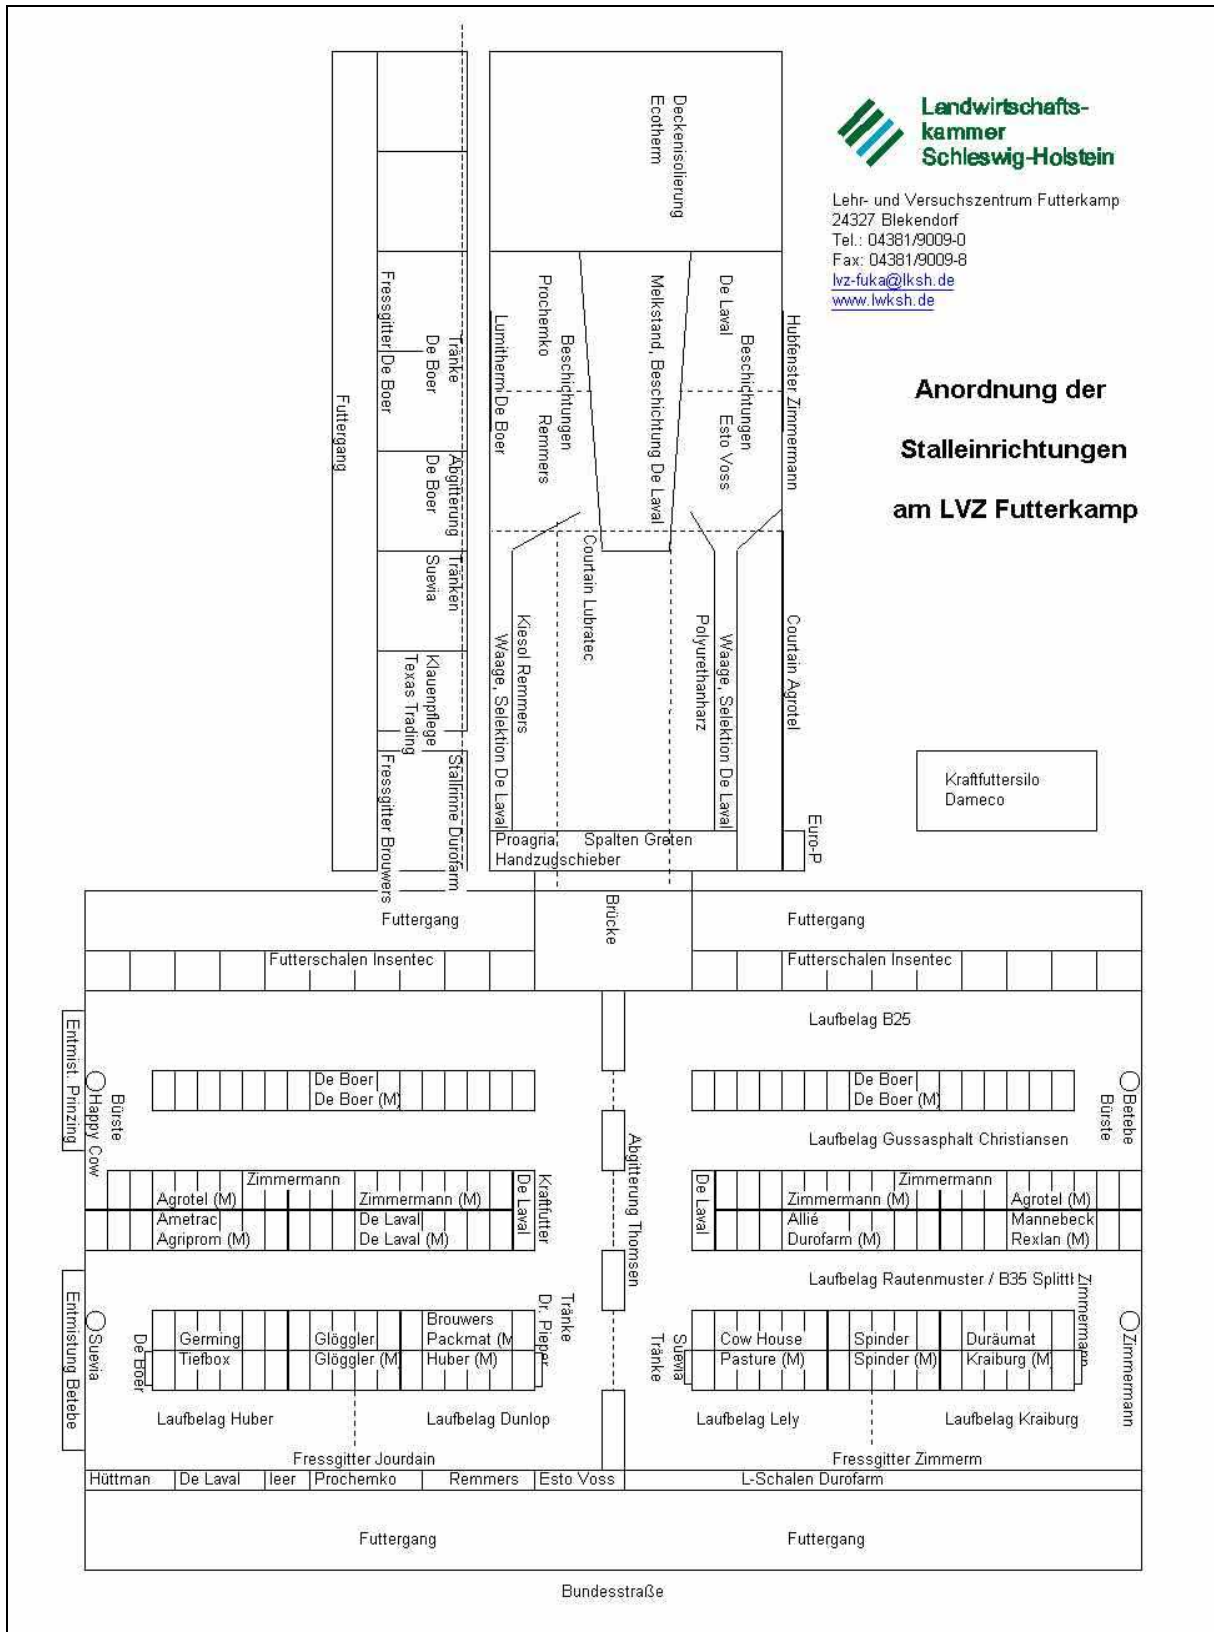 Landwirtschafts-
kammer
Schleswig-Holstein
Lehr- und Versuchszentrum Futterkamp
24327 Blekendorf
Tel.: 04381/9009-0
Fax: 04381/9009-8
lvz-fuka@lksh.de
www.lwksh.de
Anordnung der
Stalleinrichtungen
am LVZ Futterkamp
Deckenisolierung
Ecotherm
Futtergang
Fressgitter De Boer
Tränke
De Boer
Abgitterung
De Boer
Tränken
Suevia
Klauenpflege
Texas Trading
Stallrinne Durofarm
Fressgitter Brouwers
Lumitherm De Boer
Beschichtungen
Prochemko
Remmers
Melkstand, Beschichtung De Laval
Beschichtungen
De Laval
Esto Voss
Hubfenster Zimmermann
Courtain Lubratec
Kiesol Remmers
Waage, Selektion De Laval
Polyurethanharz
Waage, Selektion De Laval
Courtain Agrotel
Euro-P
Kraftfuttersilo
Dameco
Proagria
Spalten Greten
Handzugschieber
Futtergang
Brücke
Futtergang
Futterschalen Insentec
Futterschalen Insentec
Laufbelag B25
Entmist. Prinzing
Happy Cow
Bürste
De Boer
De Boer (M)
De Boer
De Boer (M)
Betebe
Bürste
Laufbelag Gussasphalt Christiansen
Abgitterung Thomsen
Zimmermann
Agrotel (M)
Zimmermann (M)
Ametrac
Agriprom (M)
De Laval
De Laval (M)
Kraftfutter
De Laval
De Laval
Zimmermann
Zimmermann (M)
Agrotel (M)
Allié
Durofarm (M)
Mannebeck
Rexlan (M)
Laufbelag Rautenmuster / B35 Splitt
Zimmermann
Entmistung Betebe
Suevia
De Boer
Germing
Tiefbox
Glöggler
Glöggler (M)
Brouwers
Packmat (M
Huber (M)
Tränke
Dr. Pieper
Suevia
Tränke
Cow House
Pasture (M)
Spinder
Spinder (M)
Duräumat
Kraiburg (M)
Zimmermann
Laufbelag Huber
Laufbelag Dunlop
Laufbelag Lely
Laufbelag Kraiburg
Fressgitter Jourdain
Fressgitter Zimmerm
Hüttman
De Laval
leer
Prochemko
Remmers
Esto Voss
L-Schalen Durofarm
Futtergang
Futtergang
Bundesstraße